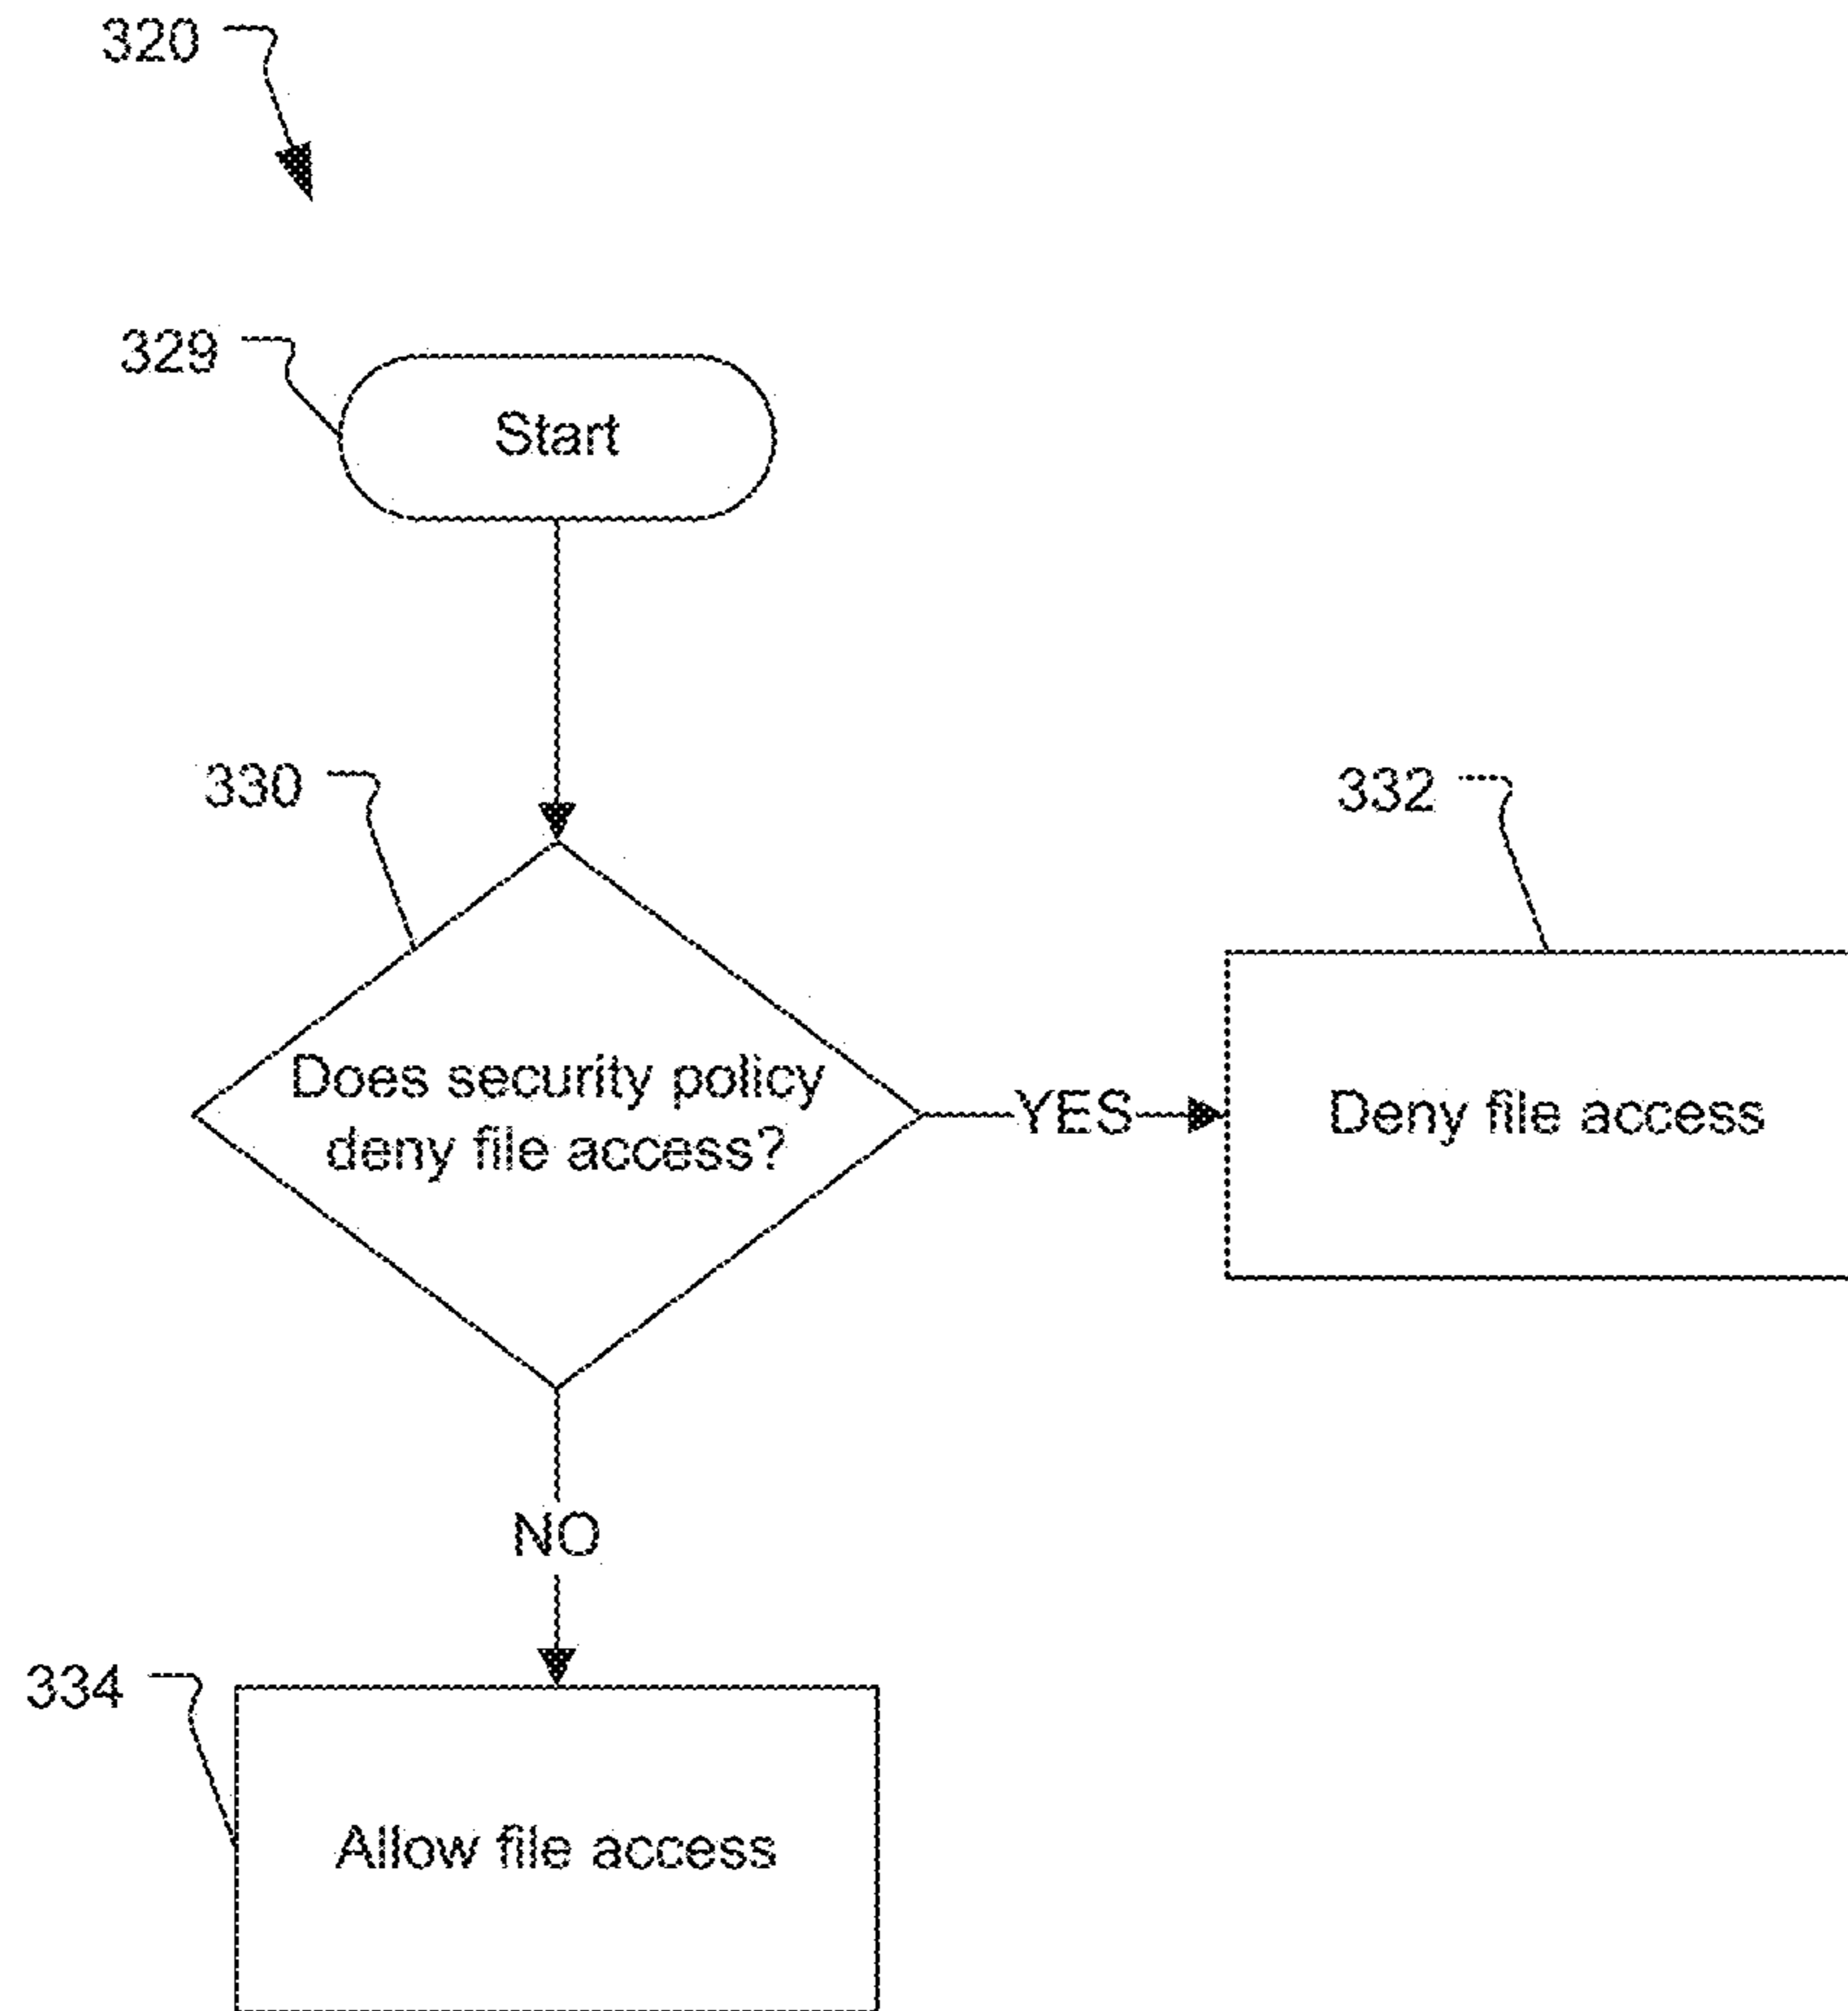 320
329
Start
330
332
Does security policy
deny file access?
YES
Deny file access
NO
334
Allow file access